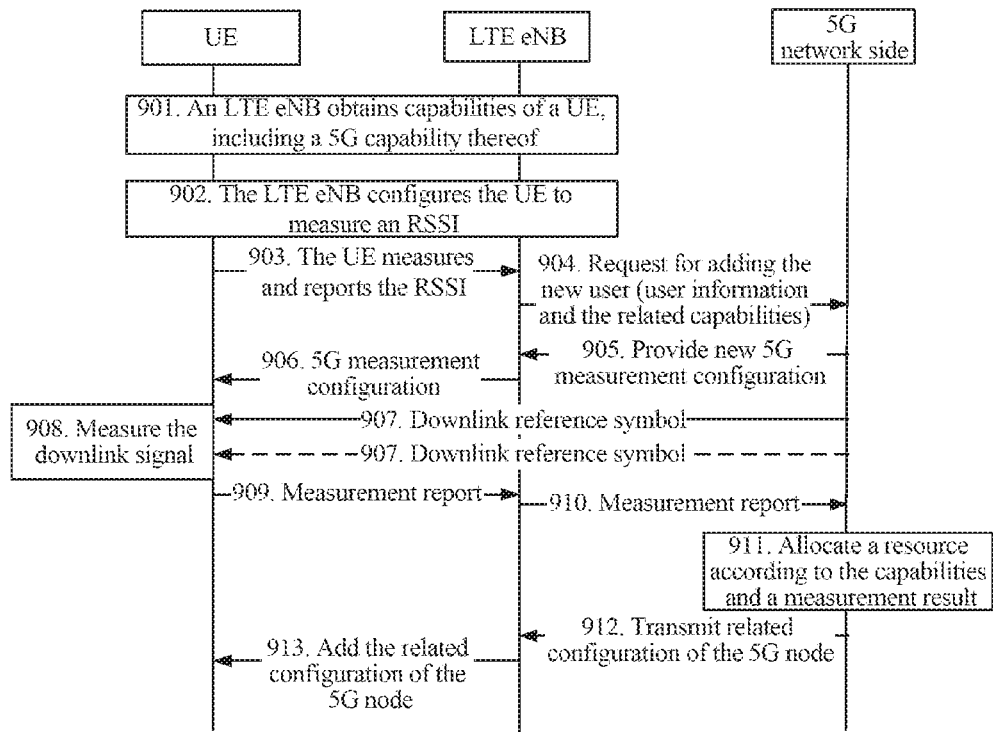 UE
LTE eNB
5G
network side
901. An LTE eNB obtains capabilities of a UE,
including a 5G capability thereof
902. The LTE eNB configures the UE to
measure an RSSI
903. The UE measures
and reports the RSSI
904. Request for adding the
new user (user information
and the related capabilities)
905. Provide new 5G
measurement configuration
906. 5G measurement
configuration
907. Downlink reference symbol
908. Measure the
downlink signal
907. Downlink reference symbol
909. Measurement report
910. Measurement report
911. Allocate a resource
according to the capabilities
and a measurement result
912. Transmit related
configuration of the 5G node
913. Add the related
configuration of the
5G node